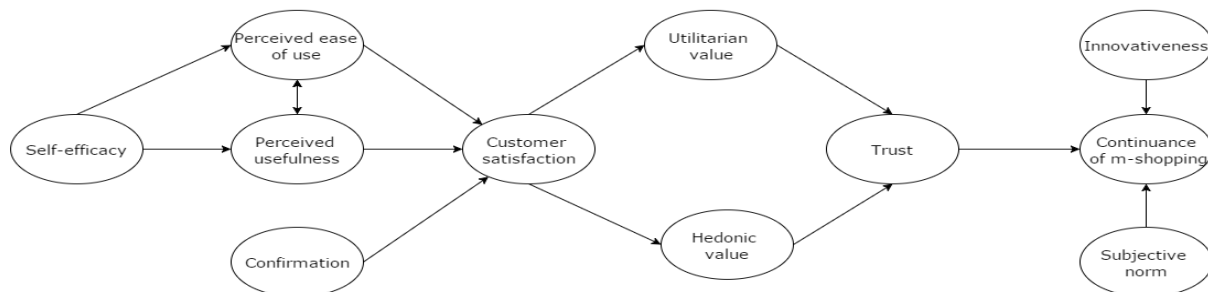 Perceived ease
of use
Utilitarian
value
Innovativeness
Self-efficacy
Perceived
usefulness
Customer
satisfaction
Trust
Continuance
of m-shopping
Confirmation
Hedonic
value
Subjective
norm